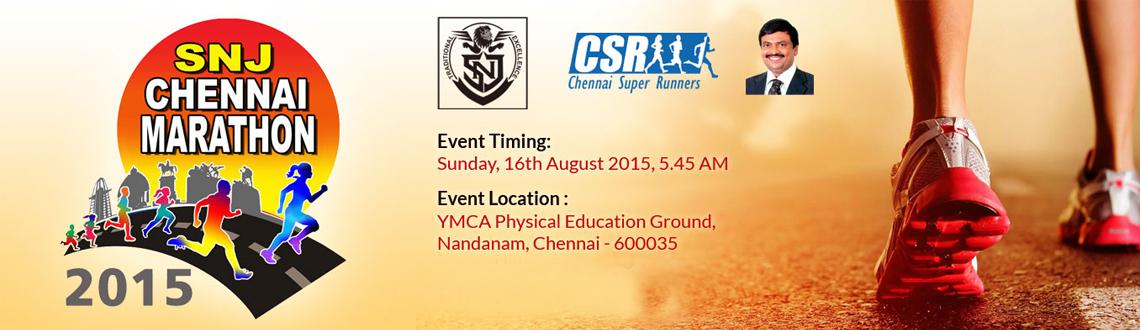 SNJ
CHENNAI
MARATHON
2015
TRADITIONAL
EXCELLENCE
SNJ
CSR
Chennai Super Runners
Event Timing:
Sunday, 16th August 2015, 5.45 AM
Event Location :
YMCA Physical Education Ground,
Nandanam, Chennai - 600035